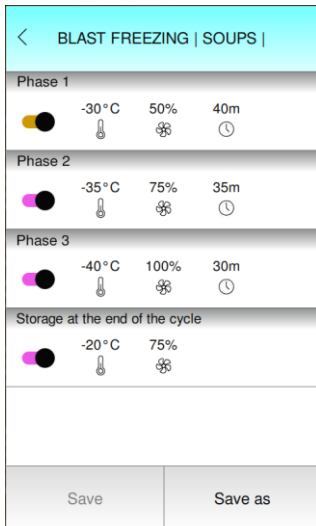 BLAST FREEZING | SOUPS |
Phase 1
-30°C 50% 40m
Phase 2
-35°C 75% 35m
Phase 3
-40°C 100% 30m
Storage at the end of the cycle
-20°C 75%
Save Save as